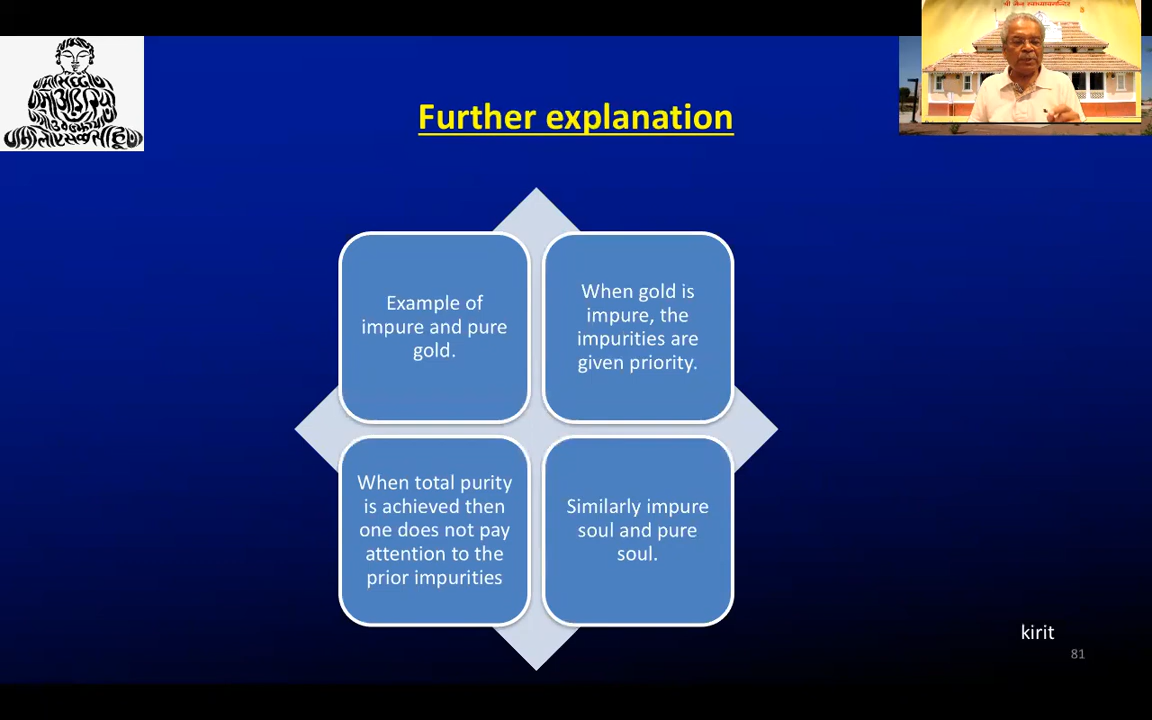 Further explanation
Example of
impure and pure
gold.
When gold is
impure, the
impurities are
given priority.
When total purity
is achieved then
one does not pay
attention to the
prior impurities
Similarly impure
soul and pure
soul.
kirit
81